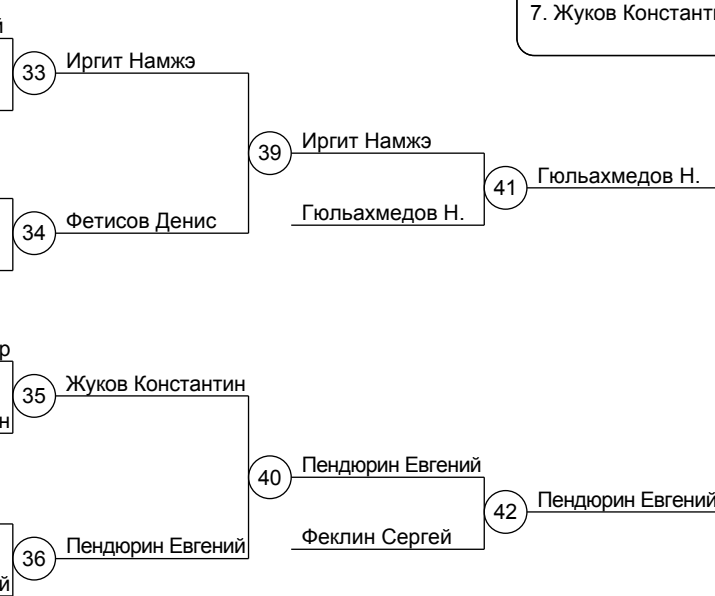 7. Жуков
33
Иргит Намжэ
39
Иргит Намжэ
41
Гюльахмедов Н.
34
Фетисов Денис
Гюльахмедов Н.
35
Жуков Константин
40
Пендюрин Евгений
42
Пендюрин Евгений
36
Пендюрин Евгений
Феклин Сергей